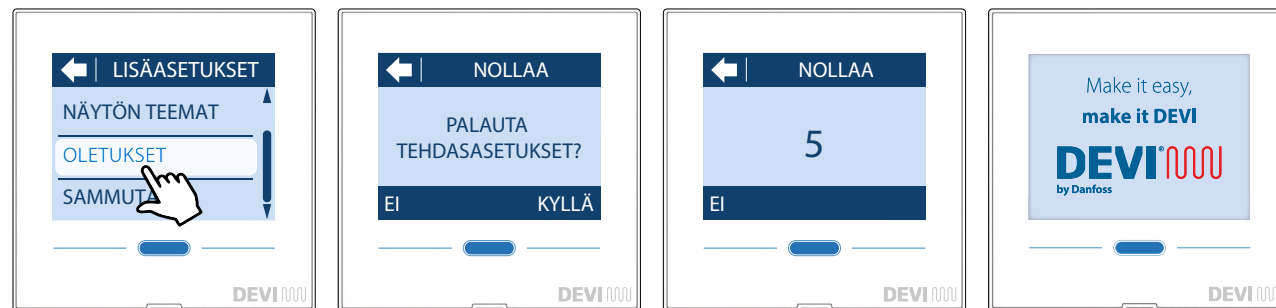 LISÄASETUKSET
NÄYTÖN TEEMAT
OLETUKSET
SAMMUTA
DEVI
NOLLAA
PALAUTA
TEHDASASETUKSET?
EI KYLLÄ
DEVI
NOLLAA
5
EI
DEVI
Make it easy,
make it DEVI
DEVI®
by Danfoss
DEVI